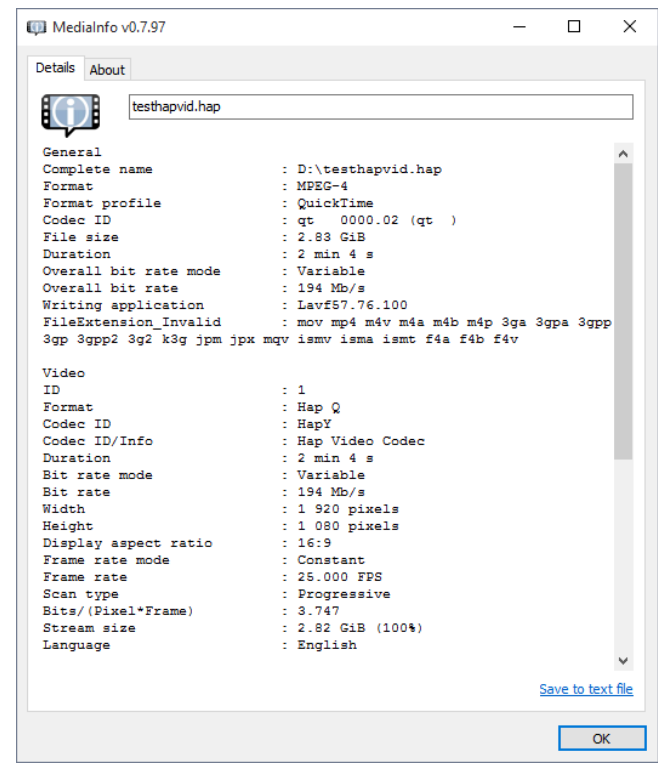 MediaInfo v0.7.97
Details About
testhapvid.hap
General
Complete name : D:\testhapvid.hap
Format : MPEG-4
Format profile : QuickTime
Codec ID : qt 0000.02 (qt )
File size : 2.83 GiB
Duration : 2 min 4 s
Overall bit rate mode : Variable
Overall bit rate : 194 Mb/s
Writing application : Lavf57.76.100
FileExtension_Invalid : mov mp4 m4v m4a m4b m4p 3ga 3gpa 3gpp
3gp 3gpp2 3g2 k3g jpm jpx mqv ismv isma ismt f4a f4b f4v
Video
ID : 1
Format : Hap Q
Codec ID : HapY
Codec ID/Info : Hap Video Codec
Duration : 2 min 4 s
Bit rate mode : Variable
Bit rate : 194 Mb/s
Width : 1 920 pixels
Height : 1 080 pixels
Display aspect ratio : 16:9
Frame rate mode : Constant
Frame rate : 25.000 FPS
Scan type : Progressive
Bits/(Pixel*Frame) : 3.747
Stream size : 2.82 GiB (100%)
Language : English
Save to text file
OK